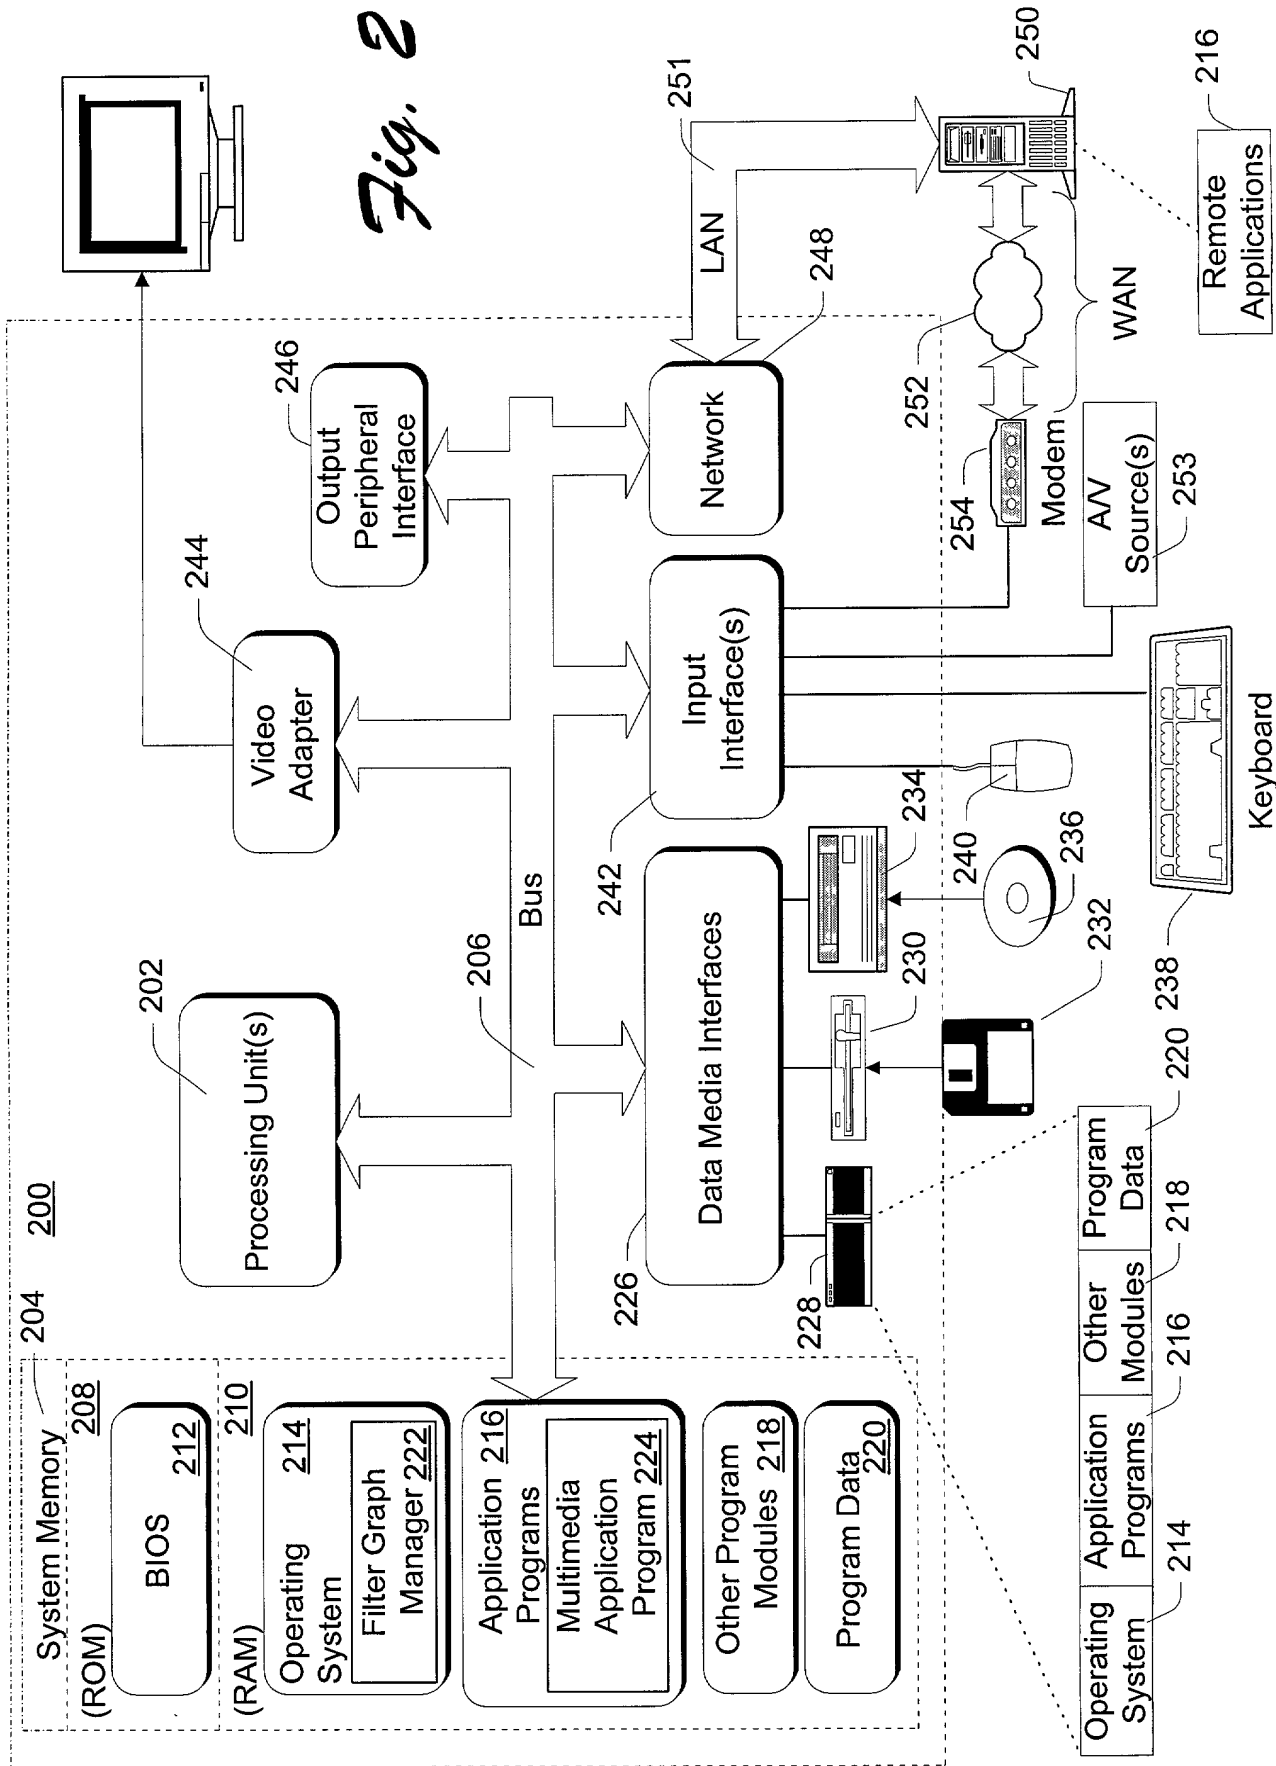 Fig. 2
200
System Memory
204
(ROM)
208
BIOS
212
(RAM)
210
Operating
System
214
Filter Graph
Manager 222
Application 216
Programs
Multimedia
Application
Program 224
Other Program
Modules 218
Program Data
220
Processing Unit(s)
202
Video
Adapter
244
Output
Peripheral
Interface
246
Bus
206
Data Media Interfaces
226
Input
Interface(s)
242
Network
248
LAN
251
228
230
234
232
236
240
238
Keyboard
254
Modem
252
WAN
250
A/V
Source(s)
253
Remote
Applications
216
Operating
System
214
Application
Programs
216
Other
Modules
218
Program
Data
220